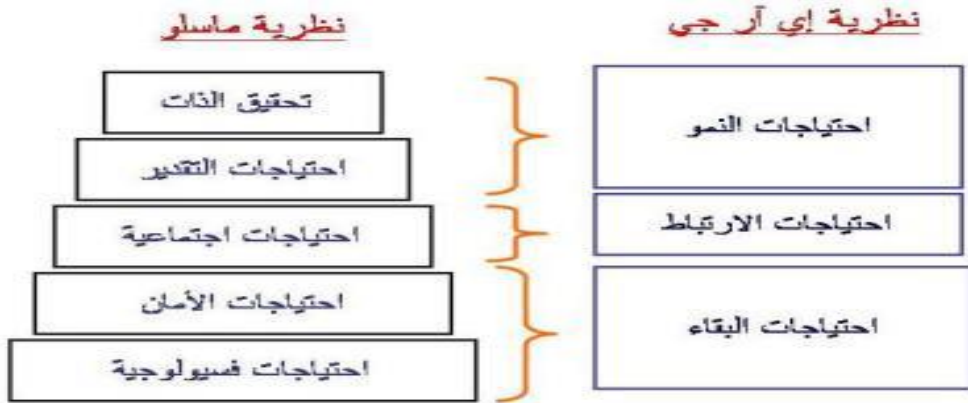 نظرية إي آر جي
نظرية ماسلو
احتياجات النمو
تحقيق الذات
احتياجات التقدير
احتياجات الارتباط
احتياجات اجتماعية
احتياجات البقاء
احتياجات الأمان
احتياجات فسيولوجية